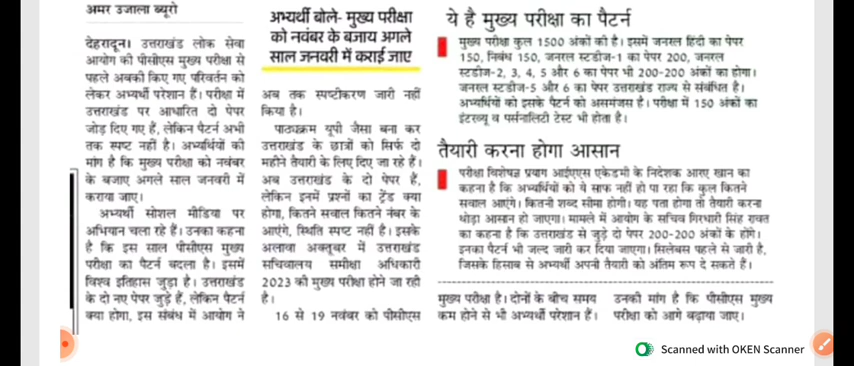 अमर उजाला ब्यूरो
देहरादून। उत्तराखंड लोक सेवा
आयोग की पीसीएस मुख्य परीक्षा से
पहले अबकी किए गए परिवर्तन को
लेकर अभ्यर्थी परेशान हैं। परीक्षा में
उत्तराखंड पर आधारित दो पेपर
जोड़ दिए गए हैं, लेकिन पैटर्न अभी
तक स्पष्ट नहीं है। अभ्यर्थियों की
मांग है कि मुख्य परीक्षा को नवंबर
के बजाए अगले साल जनवरी में
कराया जाए।
अभ्यर्थी सोशल मीडिया पर
अभियान चला रहे हैं। उनका कहना
है कि इस साल पीसीएस मुख्य
परीक्षा का पैटर्न बदला है। इसमें
विश्व इतिहास जुड़ा है। उत्तराखंड
के दो नए पेपर जुड़े हैं, लेकिन पैटर्न
क्या होगा, इस संबंध में आयोग ने
अभ्यर्थी बोले- मुख्य परीक्षा
को नवंबर के बजाय अगले
साल जनवरी में कराई जाए
अब तक स्पष्टीकरण जारी नहीं
किया है।
पाठ्यक्रम यूपी जैसा बना कर
उत्तराखंड के छात्रों को सिर्फ दो
महीने तैयारी के लिए दिए जा रहे हैं।
अब उत्तराखंड के दो पेपर हैं,
लेकिन इनमें प्रश्नों का ट्रेंड क्या
होगा, कितने सवाल कितने नंबर के
आएंगे, स्थिति स्पष्ट नहीं है। इसके
अलावा अक्तूबर में उत्तराखंड
सचिवालय समीक्षा अधिकारी
2023 की मुख्य परीक्षा होने जा रही
है।
16 से 19 नवंबर को पीसीएस
ये है मुख्य परीक्षा का पैटर्न
मुख्य परीक्षा कुल 1500 अंकों की है। इसमें जनरल हिंदी का पेपर
150, निबंध 150, जनरल स्टडीज-1 का पेपर 200, जनरल
स्टडीज-2, 3, 4, 5 और 6 का पेपर भी 200-200 अंकों का होगा।
जनरल स्टडीज-5 और 6 का पेपर उत्तराखंड राज्य से संबंधित है।
अभ्यर्थियों को इसके पैटर्न को असमंजस है। परीक्षा में 150 अंकों का
इंटरव्यू व पर्सनालिटी टेस्ट भी होता है।
तैयारी करना होगा आसान
परीक्षा विशेषज्ञ प्रयाग आईएएस एकेडमी के निदेशक आरए खान का
कहना है कि अभ्यर्थियों को ये साफ नहीं हो पा रहा कि कुल कितने
सवाल आएंगे। कितनी शब्द सीमा होगी। यह पता होगा तो तैयारी करना
थोड़ा आसान हो जाएगा। मामले में आयोग के सचिव गिरधारी सिंह रावत
का कहना है कि उत्तराखंड से जुड़े दो पेपर 200-200 अंकों के होंगे।
इनका पैटर्न भी जल्द जारी कर दिया जाएगा। सिलेबस पहले से जारी है,
जिसके हिसाब से अभ्यर्थी अपनी तैयारी को अंतिम रूप दे सकते हैं।
मुख्य परीक्षा है। दोनों के बीच समय
कम होने से भी अभ्यर्थी परेशान हैं।
उनकी मांग है कि पीसीएस मुख्य
परीक्षा को आगे बढ़ाया जाए।
Scanned with OKEN Scanner